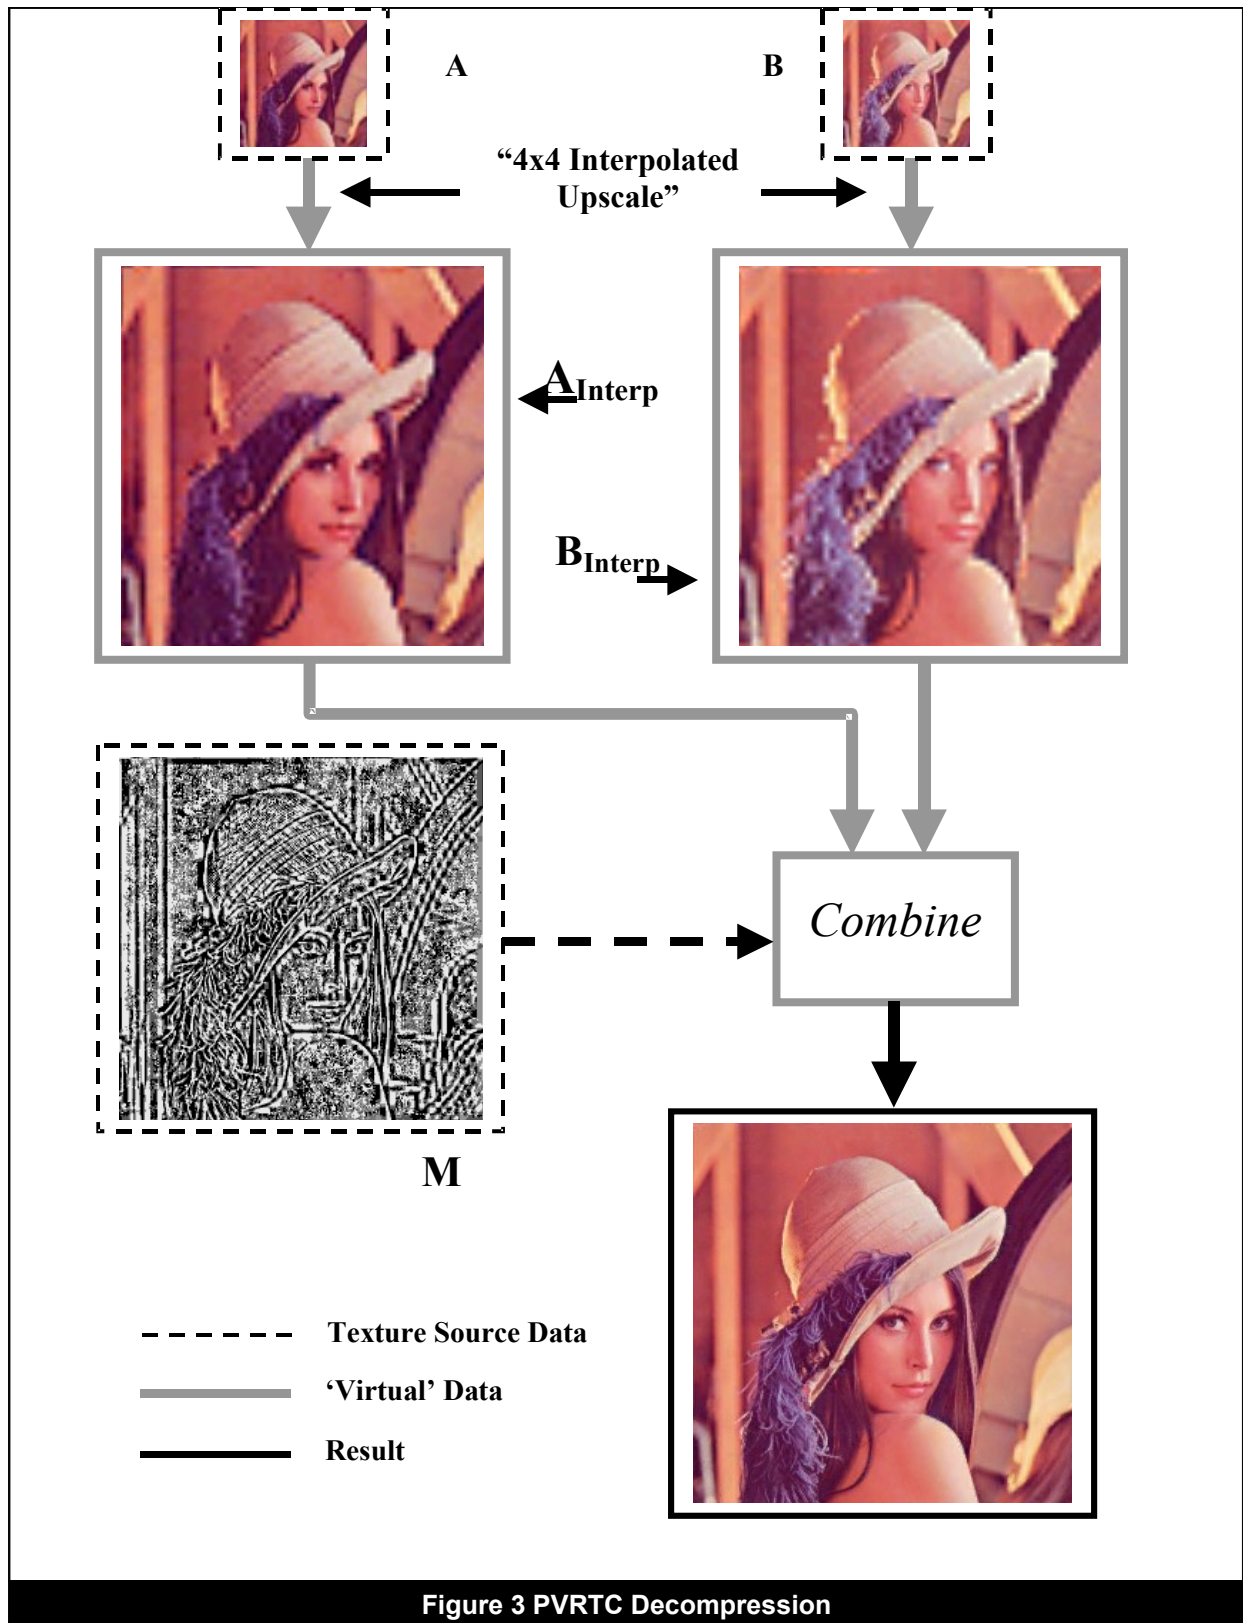 A
B
“4x4 Interpolated
Upscale”
AInterp
BInterp
M
Combine
Texture Source Data
‘Virtual’ Data
Result
Figure 3 PVRTC Decompression